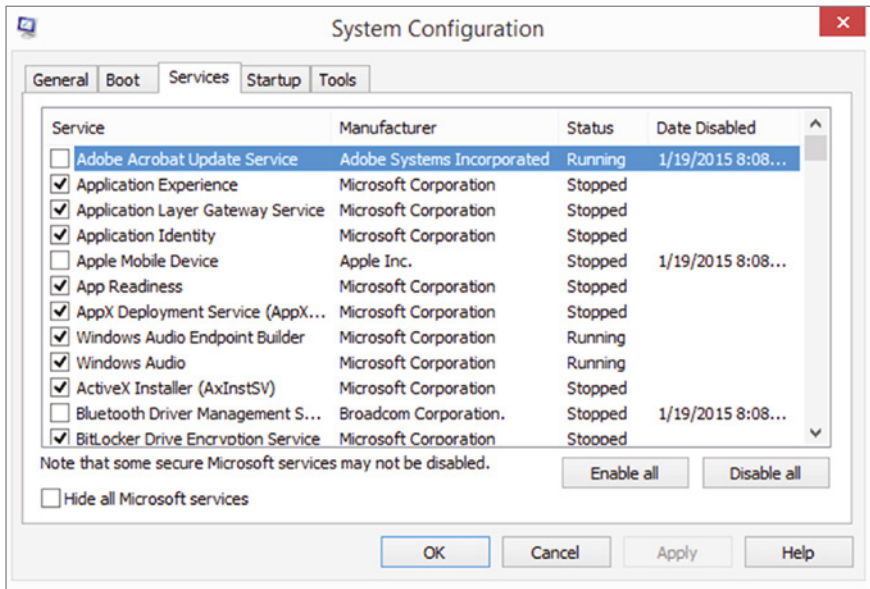 System Configuration
General Boot Services Startup Tools
Service Manufacturer Status Date Disabled
Adobe Acrobat Update Service Adobe Systems Incorporated Running 1/19/2015 8:08...
Application Experience Microsoft Corporation Stopped
Application Layer Gateway Service Microsoft Corporation Stopped
Application Identity Microsoft Corporation Stopped
Apple Mobile Device Apple Inc. Stopped 1/19/2015 8:08...
App Readiness Microsoft Corporation Stopped
AppX Deployment Service (AppX... Microsoft Corporation Stopped
Windows Audio Endpoint Builder Microsoft Corporation Running
Windows Audio Microsoft Corporation Running
ActiveX Installer (AxInstSV) Microsoft Corporation Stopped
Bluetooth Driver Management S... Broadcom Corporation. Stopped 1/19/2015 8:08...
BitLocker Drive Encryption Service Microsoft Corporation Stopped
Note that some secure Microsoft services may not be disabled.
Enable all Disable all
Hide all Microsoft services
OK Cancel Apply Help